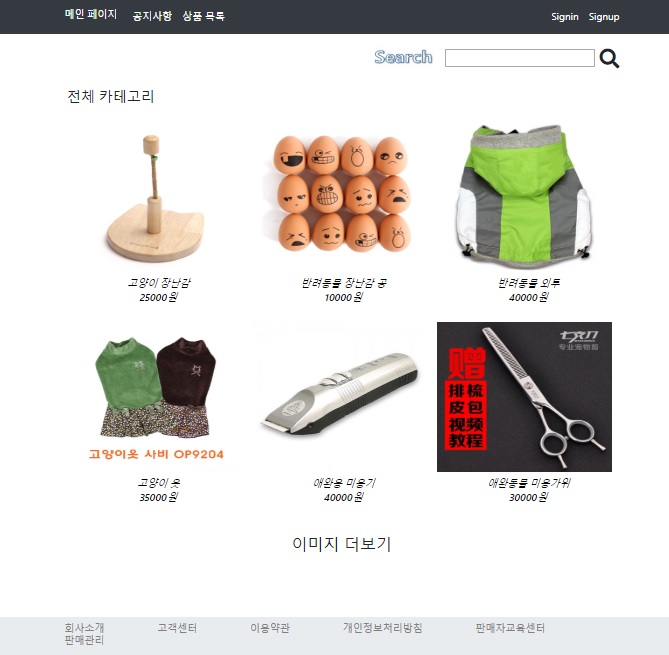 메인 페이지 공지사항 상품 목록 Signin Signup
Search
전체 카테고리
고양이 장난감
25000원
반려동물 장난감 공
10000원
반려동물 외투
40000원
고양이옷 사비 OP9204
고양이 옷
35000원
애완용 미용기
40000원
专业宠物剪
赠
排梳
皮包
视频
教程
애완동물 미용가위
30000원
이미지 더보기
회사소개 고객센터 이용약관 개인정보처리방침 판매자교육센터
판매관리